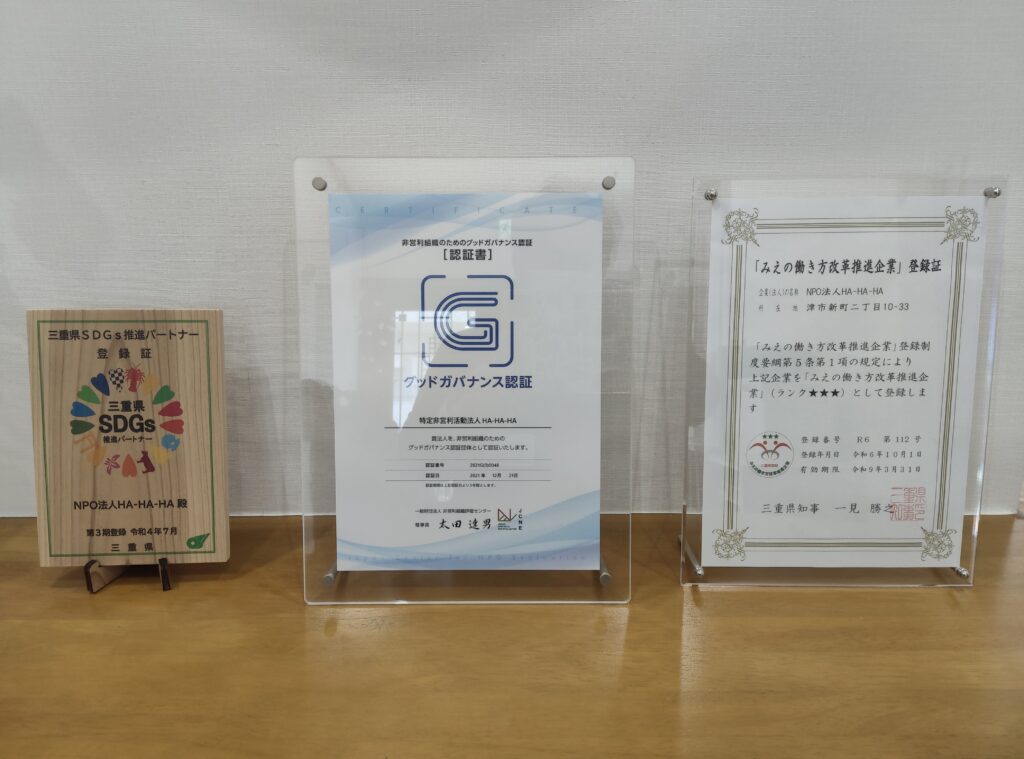 三重県SDGs推進パートナー
登録証
三重県
SDGs
推進パートナー
NPO法人HA-HA-HA 殿
第3期登録 令和4年7月
三重県
CERTIFICATE
非営利組織のためのグッドガバナンス認証
[認証書]
G
グッドガバナンス認証
特定非営利活動法人 HA-HA-HA
貴法人を、非営利組織のための
グッドガバナンス認証団体として認証いたします。
認証番号
認証日 2021年 12月 21日
一般財団法人 非営利組織評価センター
理事長 太田 達男
JCNE
「みえの働き方改革推進企業」登録証
企業(法人)の名称 NPO法人HA-HA-HA
所在地 津市新町二丁目10-33
「みえの働き方改革推進企業」登録制
度要綱第5条第1項の規定により
上記企業を「みえの働き方改革推進企
業」(ランク★★★)として登録しま
す
登録番号 R6 第112号
登録年月日 令和6年10月1日
有効期限 令和9年3月31日
三重県知事 一見 勝之